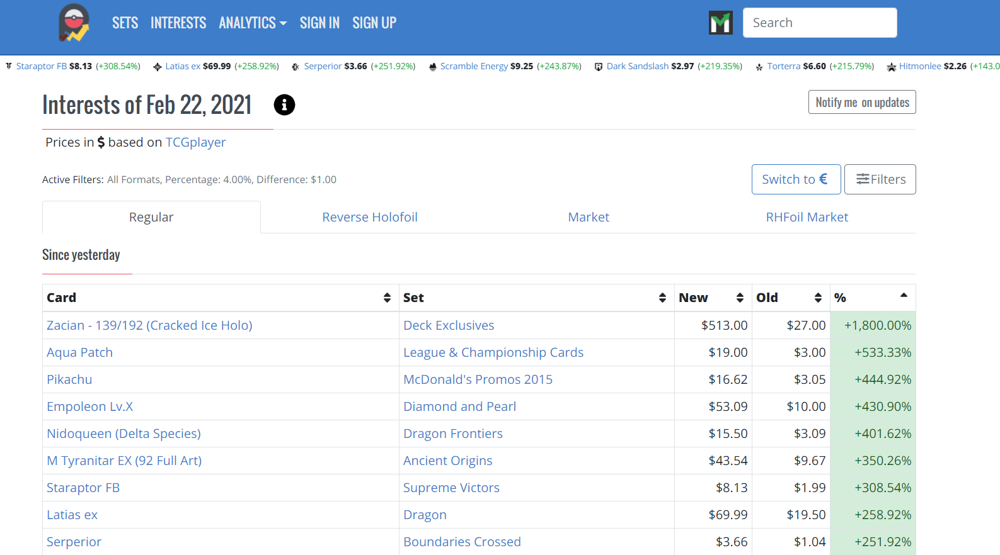 SETS INTERESTS ANALYTICS SIGN IN SIGN UP Search
Staraptor FB $8.13 (+308.54%) Latias ex $69.99 (+258.92%) Serperior $3.66 (+251.92%) Scramble Energy $9.25 (+243.87%) Dark Sandslash $2.97 (+219.35%) Torterra $6.60 (+215.79%) Hitmonlee $2.26 (+143.0
Interests of Feb 22, 2021 Notify me on updates
Prices in $ based on TCGplayer
Active Filters: All Formats, Percentage: 4.00%, Difference: $1.00 Switch to € Filters
Regular Reverse Holofoil Market RHFoil Market
Since yesterday
Card Set New Old %
Zacian - 139/192 (Cracked Ice Holo) Deck Exclusives $513.00 $27.00 +1,800.00%
Aqua Patch League & Championship Cards $19.00 $3.00 +533.33%
Pikachu McDonald's Promos 2015 $16.62 $3.05 +444.92%
Empoleon Lv.X Diamond and Pearl $53.09 $10.00 +430.90%
Nidoqueen (Delta Species) Dragon Frontiers $15.50 $3.09 +401.62%
M Tyranitar EX (92 Full Art) Ancient Origins $43.54 $9.67 +350.26%
Staraptor FB Supreme Victors $8.13 $1.99 +308.54%
Latias ex Dragon $69.99 $19.50 +258.92%
Serperior Boundaries Crossed $3.66 $1.04 +251.92%